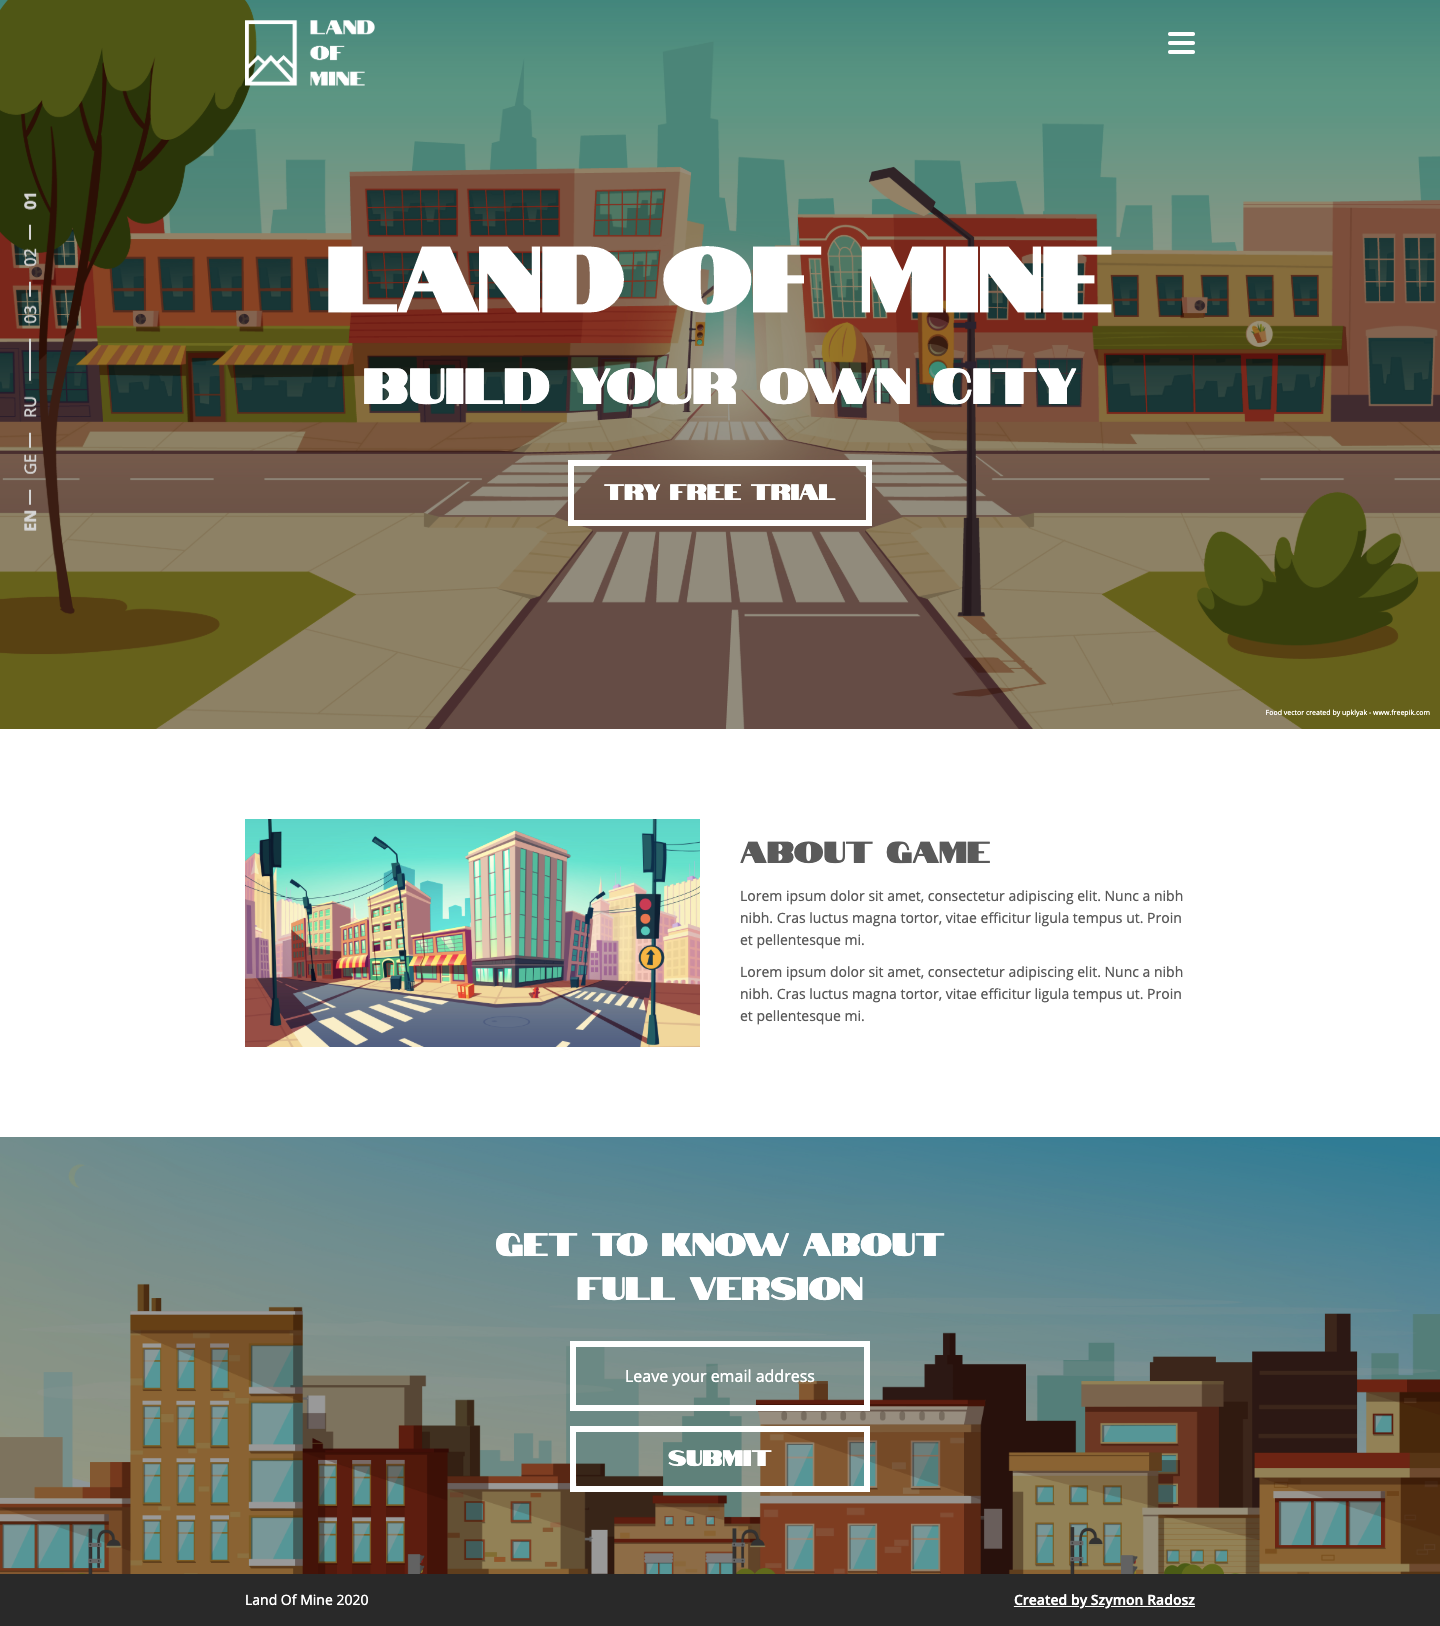 LAND
OF
MINE
EN — GE — RU —— 03 — 02 — 01
LAND OF MINE
BUILD YOUR OWN CITY
TRY FREE TRIAL
Food vector created by upklyak - www.freepik.com
ABOUT GAME
Lorem ipsum dolor sit amet, consectetur adipiscing elit. Nunc a nibh
nibh. Cras luctus magna tortor, vitae efficitur ligula tempus ut. Proin
et pellentesque mi.
Lorem ipsum dolor sit amet, consectetur adipiscing elit. Nunc a nibh
nibh. Cras luctus magna tortor, vitae efficitur ligula tempus ut. Proin
et pellentesque mi.
GET TO KNOW ABOUT
FULL VERSION
Leave your email address
SUBMIT
Land Of Mine 2020
Created by Szymon Radosz